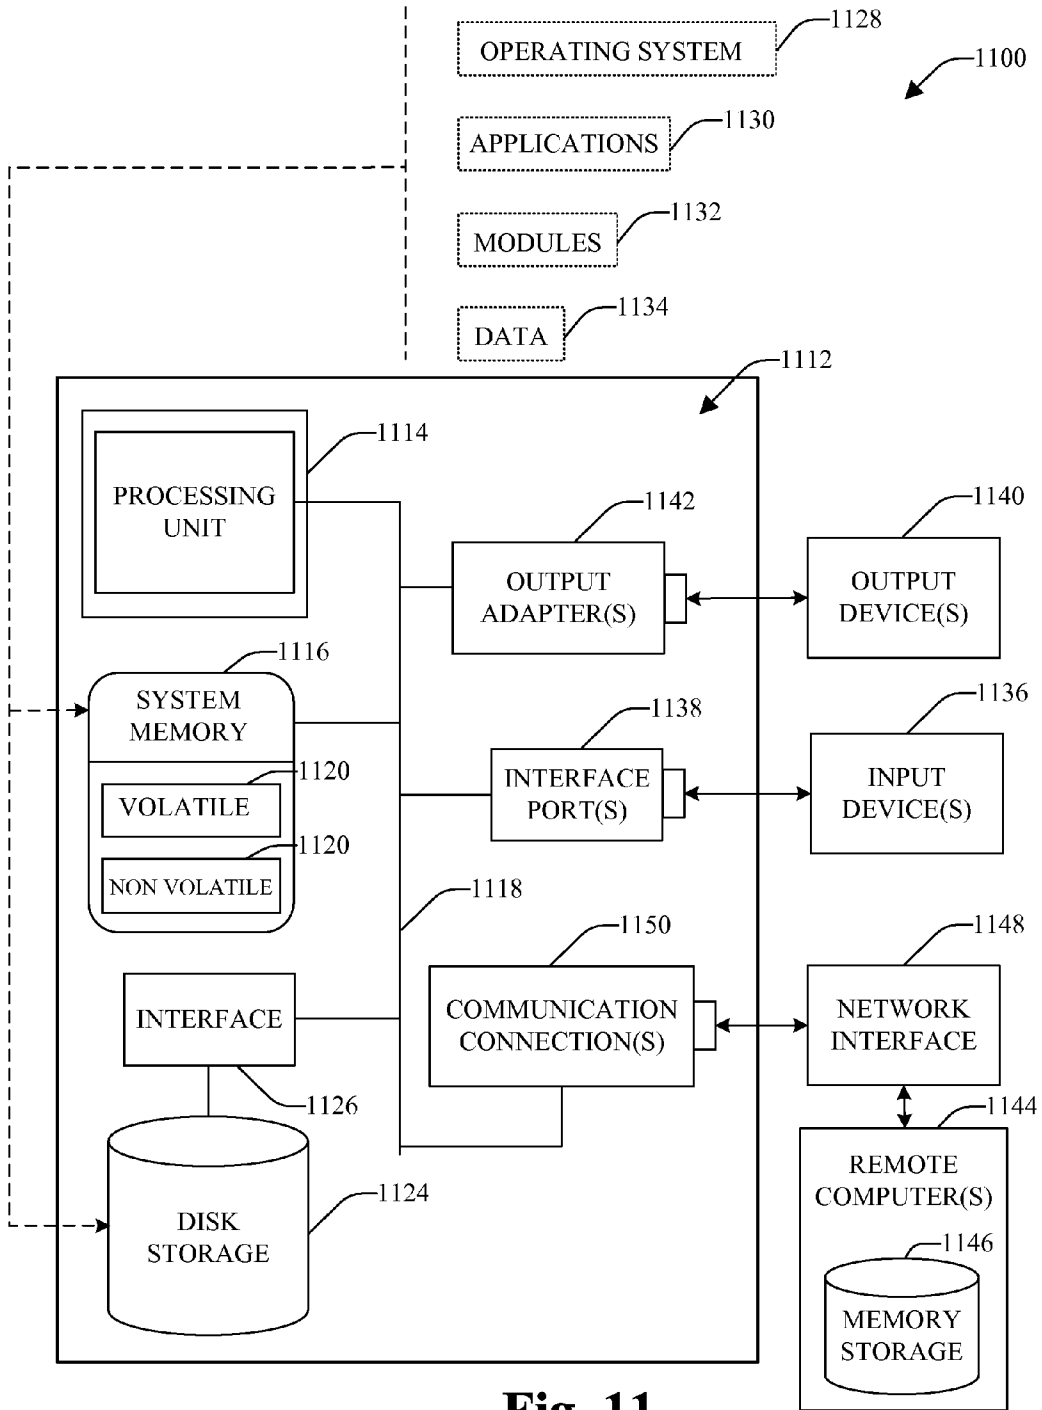 1128
OPERATING SYSTEM
1100
1130
APPLICATIONS
1132
MODULES
1134
DATA
1112
1114
PROCESSING
UNIT
1142
OUTPUT
ADAPTER(S)
1140
OUTPUT
DEVICE(S)
1116
SYSTEM
MEMORY
1120
VOLATILE
1120
NON VOLATILE
1138
INTERFACE
PORT(S)
1136
INPUT
DEVICE(S)
1118
1150
COMMUNICATION
CONNECTION(S)
1148
NETWORK
INTERFACE
INTERFACE
1126
1124
DISK
STORAGE
1144
REMOTE
COMPUTER(S)
1146
MEMORY
STORAGE
Fig. 11